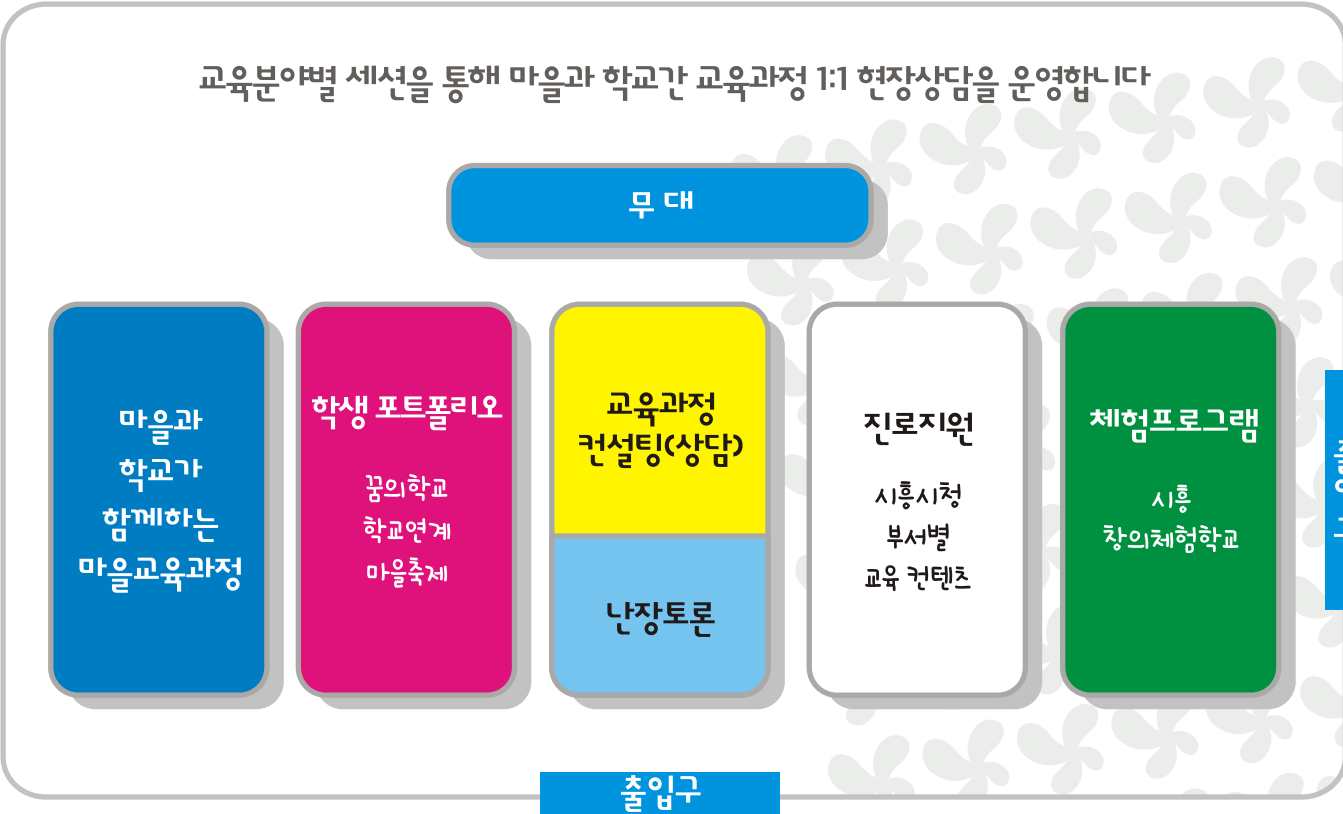 교육분야별 세션을 통해 마을과 학교간 교육과정 1:1 현장상담을 운영합니다
무 대
마을과
학교가
함께하는
마을교육과정
학생 포트폴리오
꿈의학교
학교연계
마을축제
교육과정
컨설팅(상담)
난장토론
진로지원
시흥시청
부서별
교육 컨텐츠
체험프로그램
시흥
창의체험학교
출입구